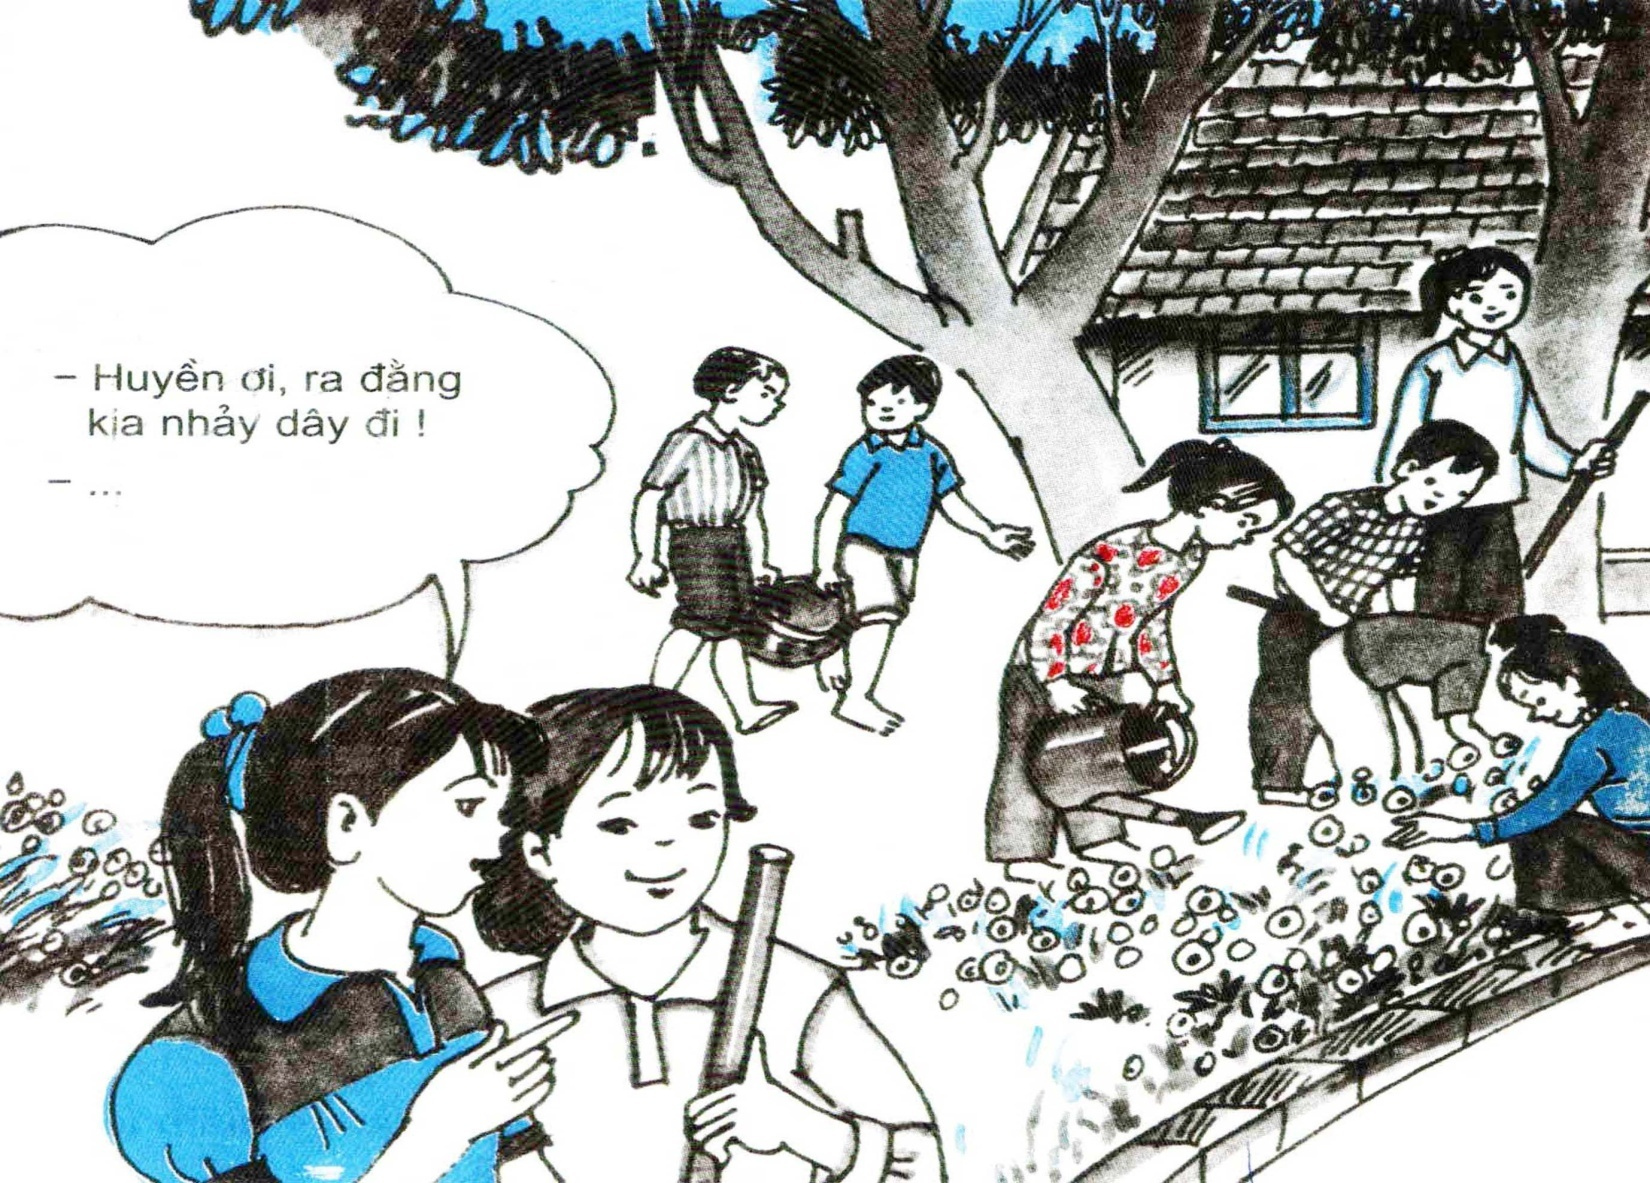 – Huyền ơi, ra đằng
kia nhảy dây đi !
– ...